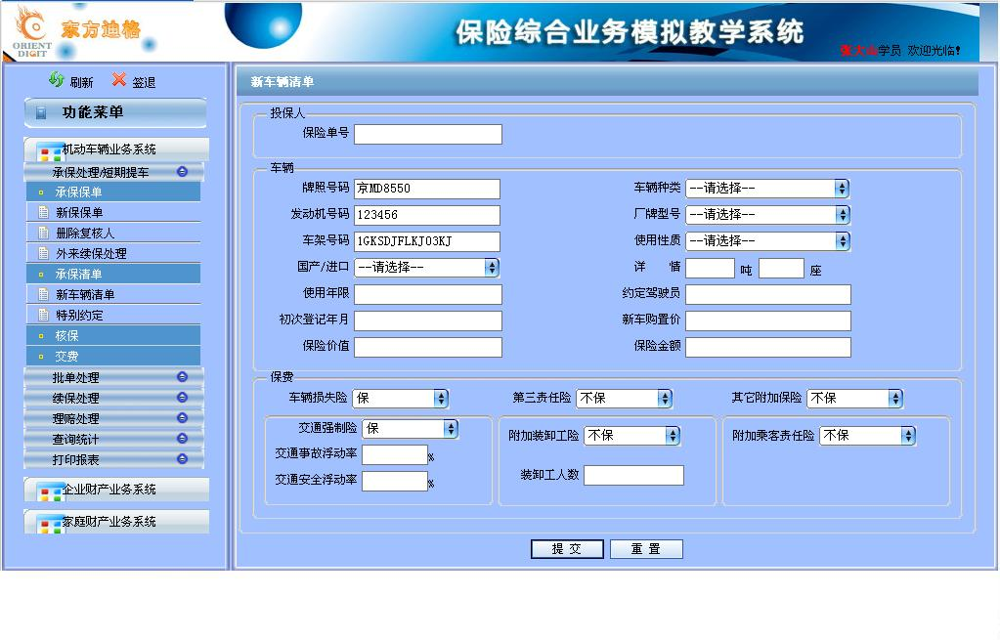 东方迪格
ORIENT
DIGIT
保险综合业务模拟教学系统
张大山学员,欢迎光临!
刷新 签退
功能菜单
机动车辆业务系统
承保处理/短期提车
承保保单
新保保单
删除复核人
外来续保处理
承保清单
新车辆清单
特别约定
核保
交费
批单处理
续保处理
理赔处理
查询统计
打印报表
企业财产业务系统
家庭财产业务系统
新车辆清单
投保人
保险单号
车辆
牌照号码 京MD8550 车辆种类 --请选择--
发动机号码 123456 厂牌型号 --请选择--
车架号码 1GKSDJFLKJ03KJ 使用性质 --请选择--
国产/进口 --请选择-- 详 情 吨 座
使用年限 约定驾驶员
初次登记年月 新车购置价
保险价值 保险金额
保费
车辆损失险 保 第三责任险 不保 其它附加保险 不保
交通强制险 保 附加装卸工险 不保 附加乘客责任险 不保
交通事故浮动率 %
交通安全浮动率 % 装卸工人数
提 交 重 置